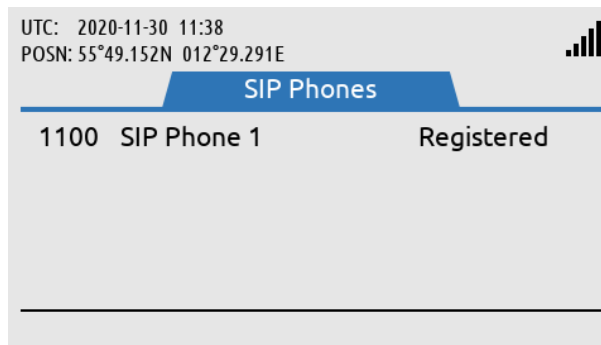 UTC: 2020-11-30 11:38
POSN: 55°49.152N 012°29.291E
SIP Phones
1100 SIP Phone 1 Registered